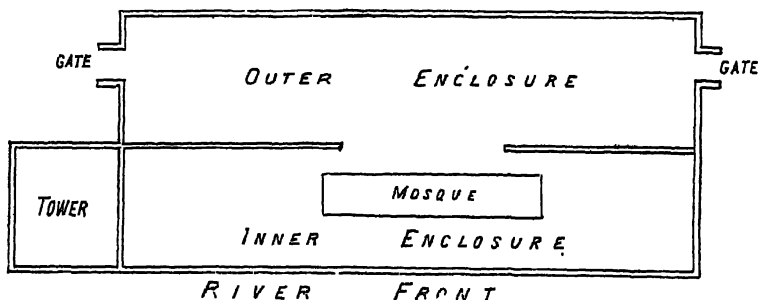 GATE
GATE
OUTER ENCLOSURE
TOWER
MOSQUE
INNER ENCLOSURE
RIVER FRONT